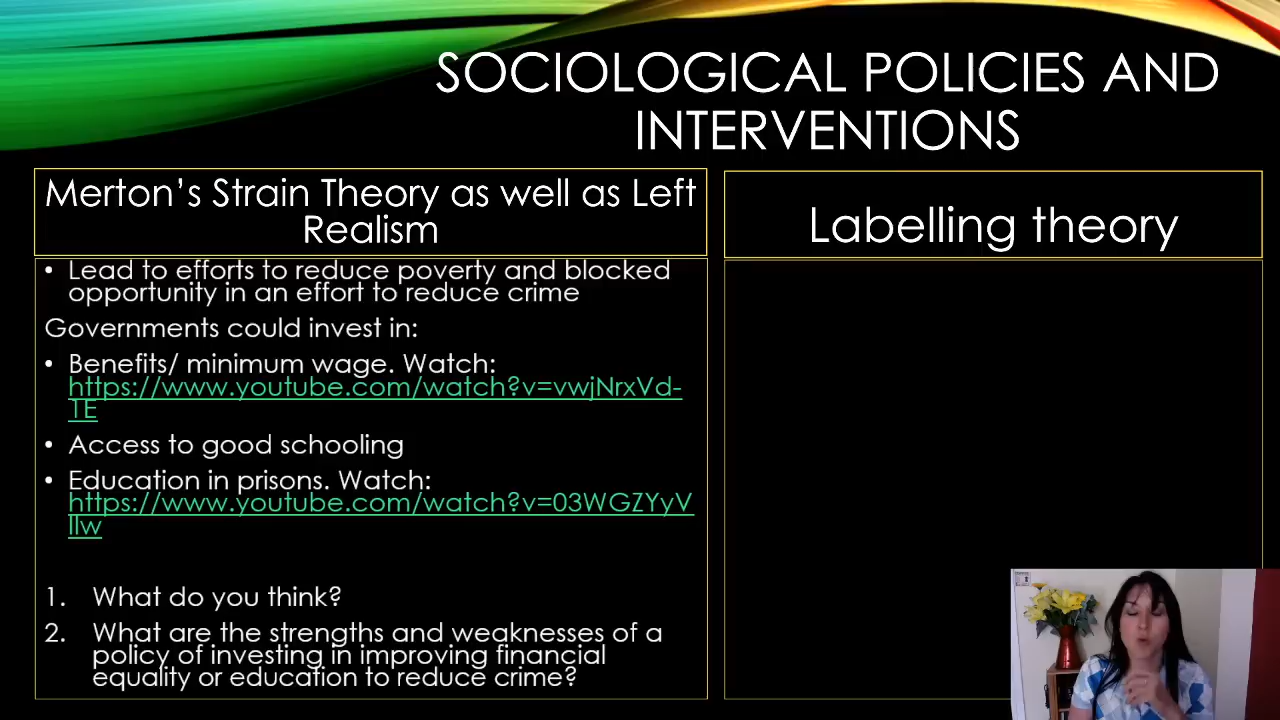 SOCIOLOGICAL POLICIES AND
INTERVENTIONS
Merton’s Strain Theory as well as Left
Realism
• Lead to efforts to reduce poverty and blocked
opportunity in an effort to reduce crime
Governments could invest in:
• Benefits/ minimum wage. Watch:
https://www.youtube.com/watch?v=vwjNrxVd-
TE
• Access to good schooling
• Education in prisons. Watch:
https://www.youtube.com/watch?v=03WGZYyV
llw
1. What do you think?
2. What are the strengths and weaknesses of a
policy of investing in improving financial
equality or education to reduce crime?
Labelling theory